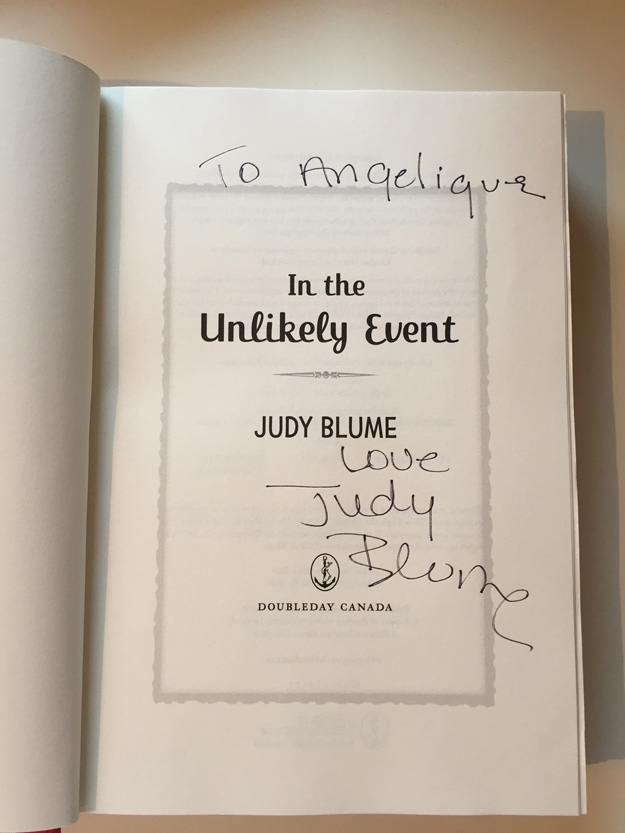 To Angelique
In the
Unlikely Event
JUDY BLUME
Love
Judy
Blume
DOUBLEDAY CANADA